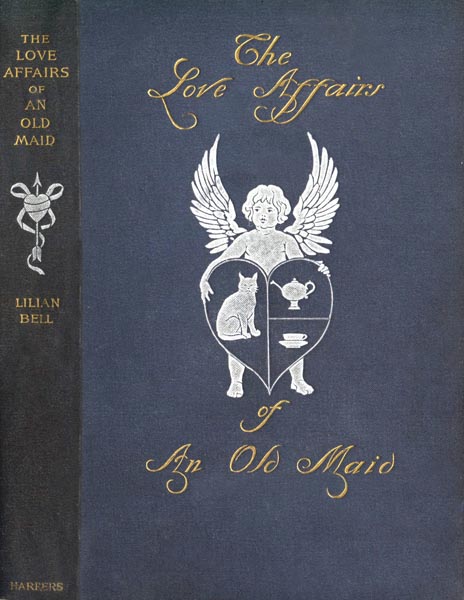 THE
LOVE
AFFAIRS
OF
AN
OLD
MAID
LILIAN
BELL
HARPERS
The
Love Affairs
of
An Old Maid